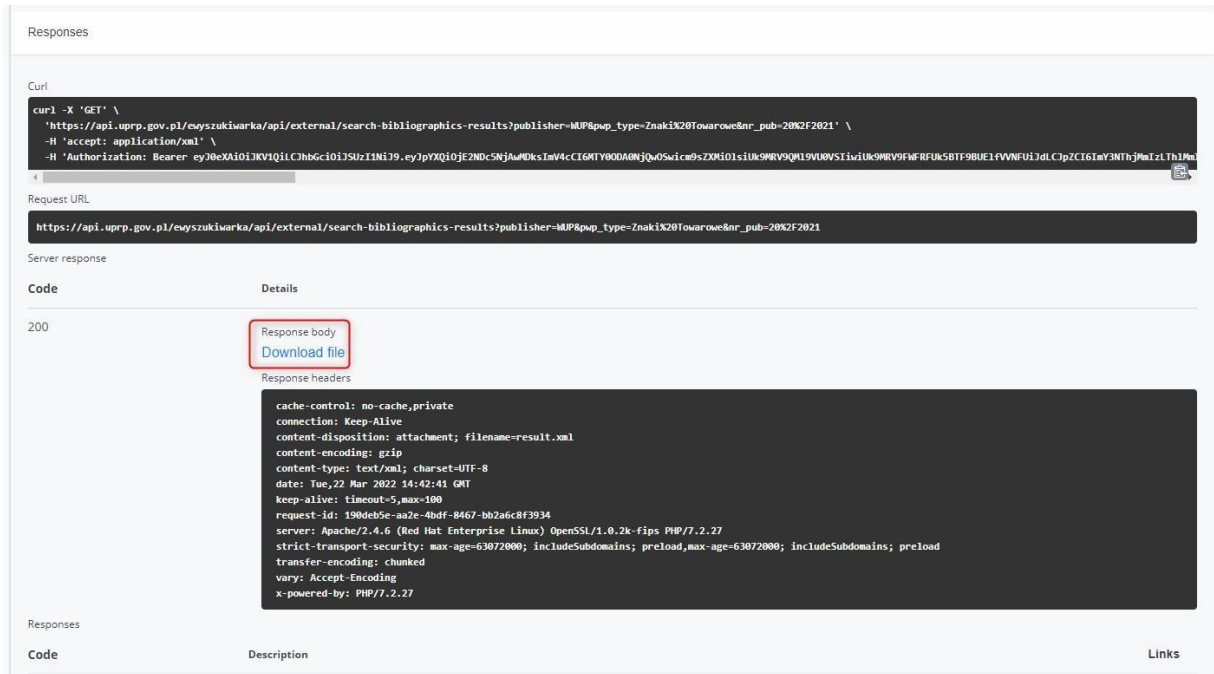 Responses
Curl
curl -X 'GET' \
'https://api.uprp.gov.pl/ewyszukiwarka/api/external/search-bibliographics-results?publisher=WUP&pwp_type=Znaki%20Towarowe&nr_pub=20%2F2021' \
-H 'accept: application/xml' \
-H 'Authorization: Bearer
Request URL
https://api.uprp.gov.pl/ewyszukiwarka/api/external/search-bibliographics-results?publisher=WUP&pwp_type=Znaki%20Towarowe&nr_pub=20%2F2021
Server response
Code Details
200
Response body
Download file
Response headers
cache-control: no-cache,private
connection: Keep-Alive
content-disposition: attachment; filename=result.xml
content-encoding: gzip
content-type: text/xml; charset=UTF-8
date: Tue,22 Mar 2022 14:42:41 GMT
keep-alive: timeout=5,max=100
request-id: 190deb5e-aa2e-4bdf-8467-bb2a6c8f3934
server: Apache/2.4.6 (Red Hat Enterprise Linux) OpenSSL/1.0.2k-fips PHP/7.2.27
strict-transport-security: max-age=63072000; includeSubdomains; preload,max-age=63072000; includeSubdomains; preload
transfer-encoding: chunked
vary: Accept-Encoding
x-powered-by: PHP/7.2.27
Responses
Code Description Links